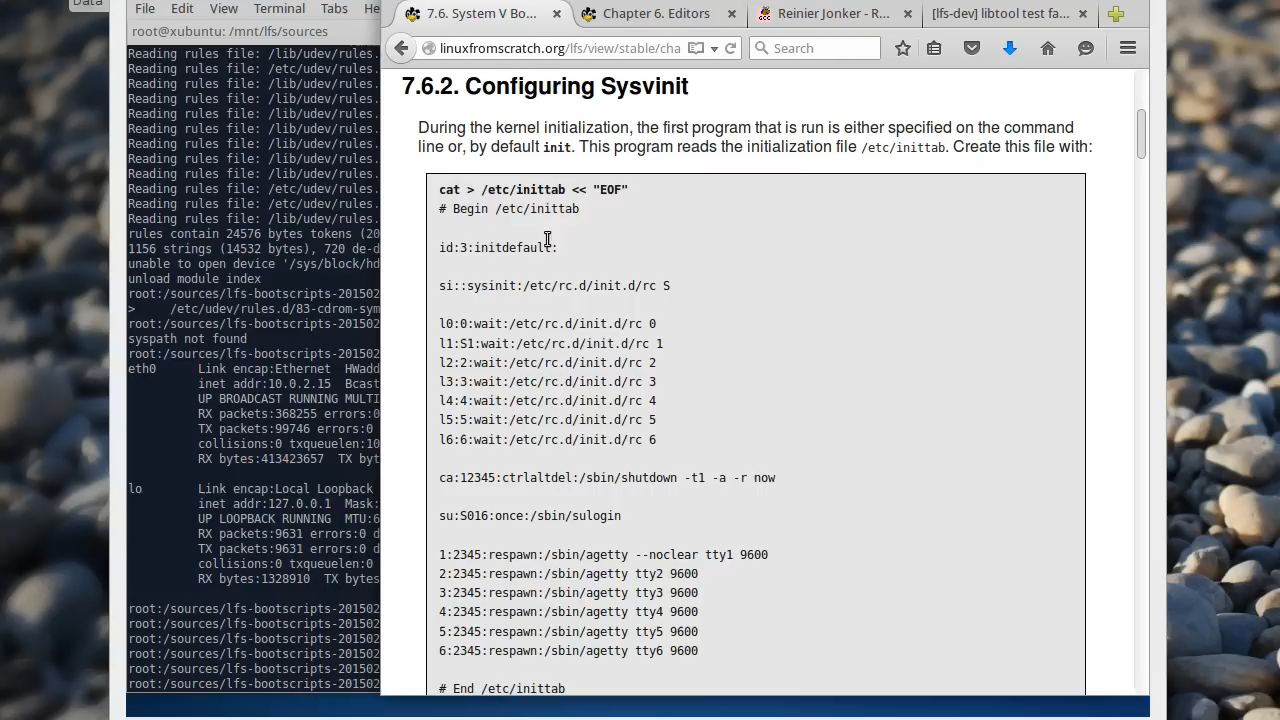 Data
File Edit View Terminal Tabs
root@xubuntu: /mnt/lfs/sources
Reading rules file: /lib/udev/rules.
Reading rules file: /etc/udev/rules.
Reading rules file: /lib/udev/rules.
Reading rules file: /lib/udev/rules.
Reading rules file: /lib/udev/rules.
Reading rules file: /lib/udev/rules.
Reading rules file: /lib/udev/rules.
Reading rules file: /lib/udev/rules.
Reading rules file: /lib/udev/rules.
Reading rules file: /etc/udev/rules.
Reading rules file: /lib/udev/rules.
Reading rules file: /lib/udev/rules.
rules contain 24576 bytes tokens (20
1156 strings (14532 bytes), 720 de-d
unable to open device '/sys/block/hd
unload module index
root:/sources/lfs-bootscripts-201502
> /etc/udev/rules.d/83-cdrom-sym
root:/sources/lfs-bootscripts-201502
syspath not found
root:/sources/lfs-bootscripts-201502
eth0 Link encap:Ethernet HWadd
inet addr:10.0.2.15 Bcast
UP BROADCAST RUNNING MULTI
RX packets:368255 errors:0
TX packets:99746 errors:0
collisions:0 txqueuelen:10
RX bytes:413423657 TX byt
lo Link encap:Local Loopback
inet addr:127.0.0.1 Mask:
UP LOOPBACK RUNNING MTU:6
RX packets:9631 errors:0 d
TX packets:9631 errors:0 d
collisions:0 txqueuelen:0
RX bytes:1328910 TX bytes
root:/sources/lfs-bootscripts-201502
root:/sources/lfs-bootscripts-201502
root:/sources/lfs-bootscripts-201502
root:/sources/lfs-bootscripts-201502
root:/sources/lfs-bootscripts-201502
root:/sources/lfs-bootscripts-201502
7.6. System V Bo... Chapter 6. Editors Reinier Jonker - R... [lfs-dev] libtool test fa...
linuxfromscratch.org/lfs/view/stable/cha Search
7.6.2. Configuring Sysvinit
During the kernel initialization, the first program that is run is either specified on the command
line or, by default init. This program reads the initialization file /etc/inittab. Create this file with:
cat > /etc/inittab << "EOF"
# Begin /etc/inittab
id:3:initdefault:
si::sysinit:/etc/rc.d/init.d/rc S
l0:0:wait:/etc/rc.d/init.d/rc 0
l1:S1:wait:/etc/rc.d/init.d/rc 1
l2:2:wait:/etc/rc.d/init.d/rc 2
l3:3:wait:/etc/rc.d/init.d/rc 3
l4:4:wait:/etc/rc.d/init.d/rc 4
l5:5:wait:/etc/rc.d/init.d/rc 5
l6:6:wait:/etc/rc.d/init.d/rc 6
ca:12345:ctrlaltdel:/sbin/shutdown -t1 -a -r now
su:S016:once:/sbin/sulogin
1:2345:respawn:/sbin/agetty --noclear tty1 9600
2:2345:respawn:/sbin/agetty tty2 9600
3:2345:respawn:/sbin/agetty tty3 9600
4:2345:respawn:/sbin/agetty tty4 9600
5:2345:respawn:/sbin/agetty tty5 9600
6:2345:respawn:/sbin/agetty tty6 9600
# End /etc/inittab